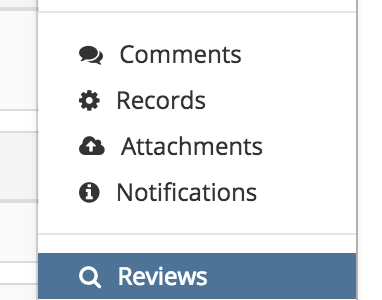 Comments
Records
Attachments
Notifications
Reviews